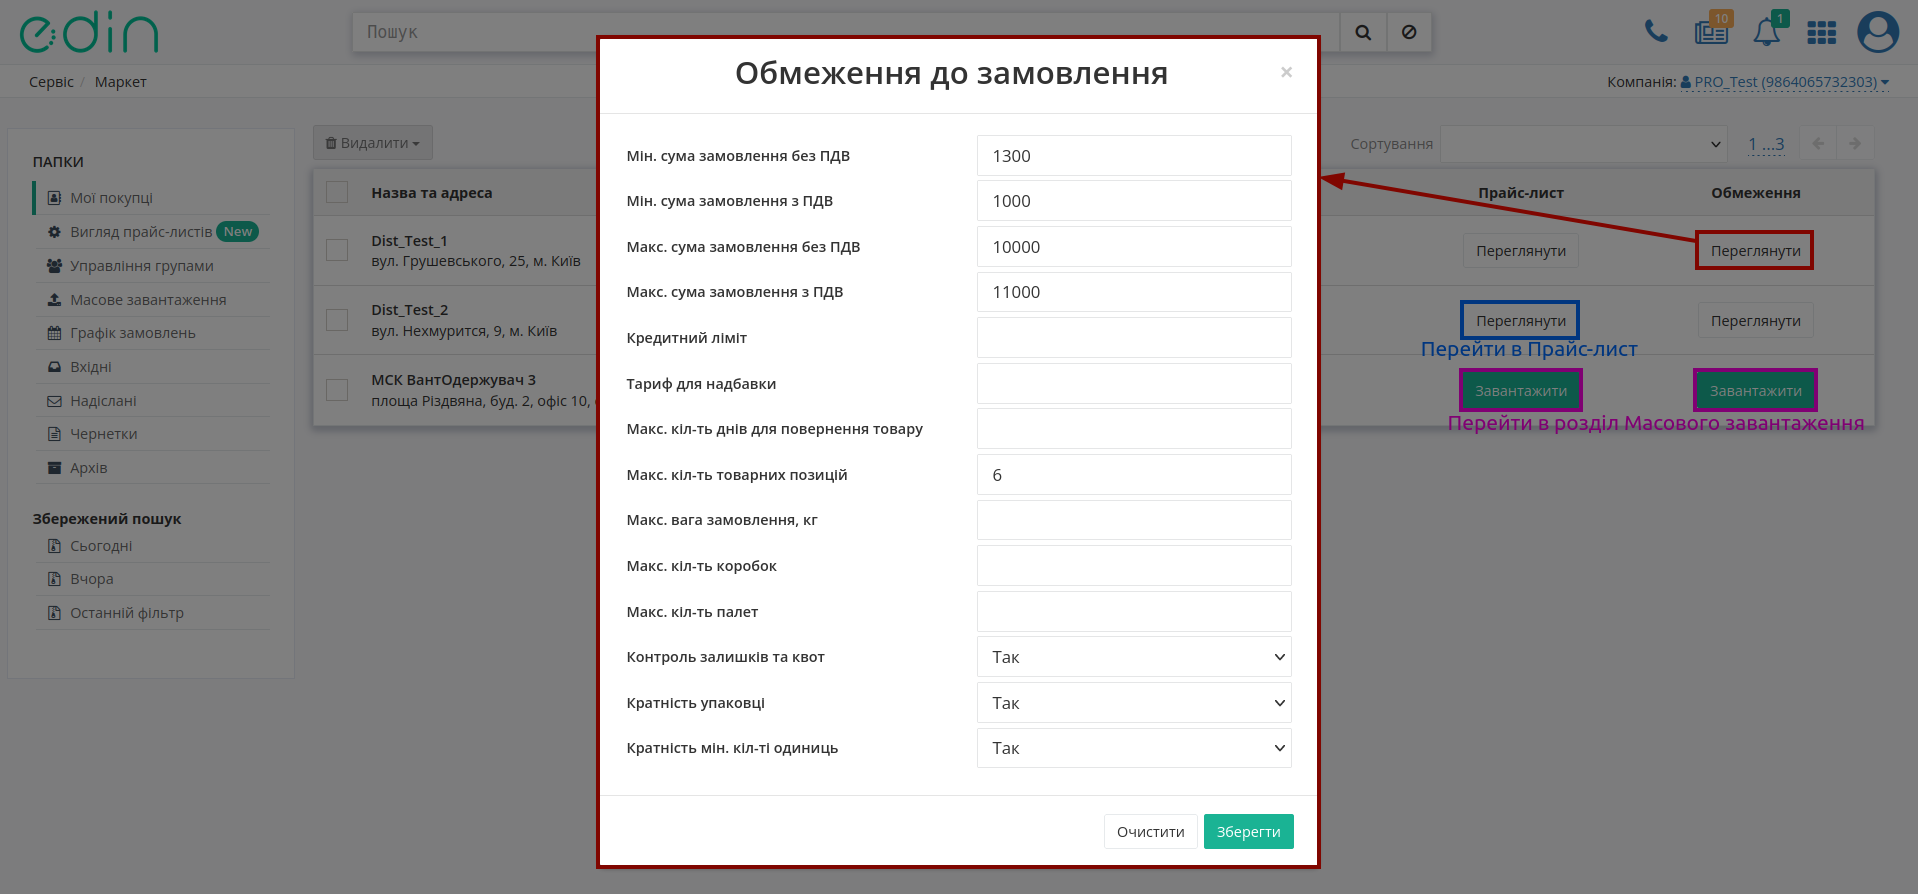 edin
Пошук
10
1
Сервіс / Маркет
Компанія: PRO_Test (9864065732303)
ПАПКИ
Мої покупці
Вигляд прайс-листів New
Управління групами
Масове завантаження
Графік замовлень
Вхідні
Надіслані
Чернетки
Архів
Збережений пошук
Сьогодні
Вчора
Останній фільтр
Видалити
Сортування
1 ...3
Назва та адреса
Прайс-лист
Обмеження
Dist_Test_1
вул. Грушевського, 25, м. Київ
Переглянути
Переглянути
Dist_Test_2
вул. Нехмурится, 9, м. Київ
Переглянути
Переглянути
Перейти в Прайс-лист
МСК ВантОдержувач 3
площа Різдвяна, буд. 2, офіс 10,
Завантажити
Завантажити
Перейти в розділ Масового завантаження
Обмеження до замовлення
×
Мін. сума замовлення без ПДВ 1300
Мін. сума замовлення з ПДВ 1000
Макс. сума замовлення без ПДВ 10000
Макс. сума замовлення з ПДВ 11000
Кредитний ліміт
Тариф для надбавки
Макс. кіл-ть днів для повернення товару
Макс. кіл-ть товарних позицій 6
Макс. вага замовлення, кг
Макс. кіл-ть коробок
Макс. кіл-ть палет
Контроль залишків та квот Так
Кратність упаковці Так
Кратність мін. кіл-ті одиниць Так
Очистити
Зберегти